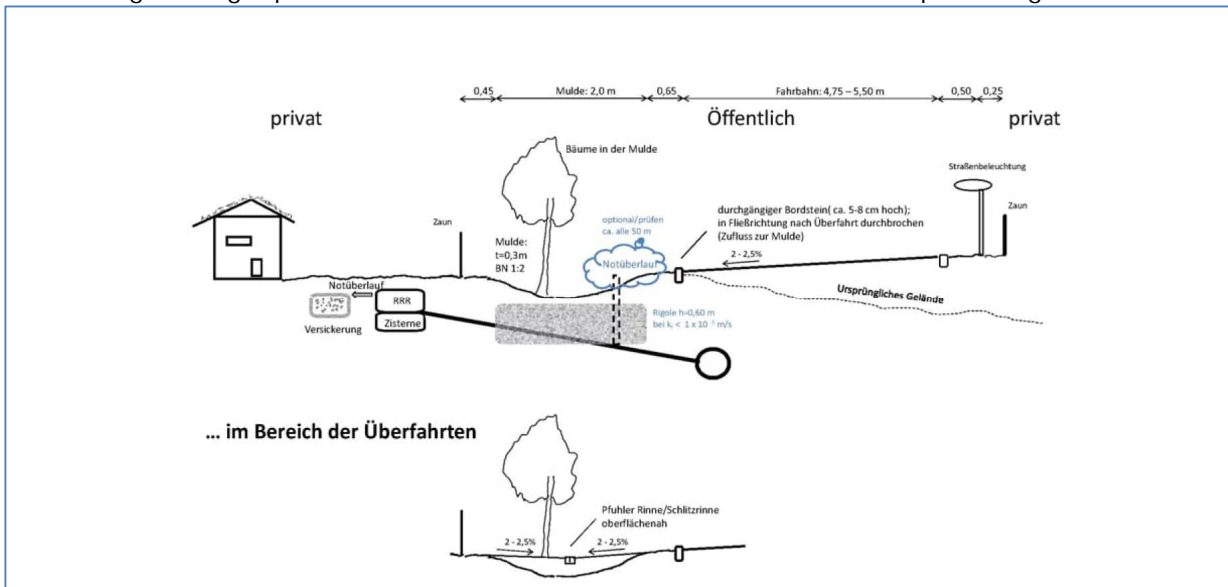 0,45 Mulde: 2,0 m 0,65 Fahrbahn: 4,75 – 5,50 m 0,50 0,25
privat Öffentlich privat
Bäume in der Mulde
Straßenbeleuchtung
Zaun
Zaun
optional/prüfen
ca. alle 50 m
Notüberlauf
durchgängiger Bordstein( ca. 5-8 cm hoch);
in Fließrichtung nach Überfahrt durchbrochen
(Zufluss zur Mulde)
2 - 2,5%
Mulde:
t=0,3m
BN 1:2
Ursprüngliches Gelände
Notüberlauf
RRR
Zisterne
Versickerung
Rigole h=0,60 m
bei k < 1 x 10 m/s
... im Bereich der Überfahrten
Pfuhler Rinne/Schlitzrinne
oberflächenah
2 - 2,5% 2 - 2,5%